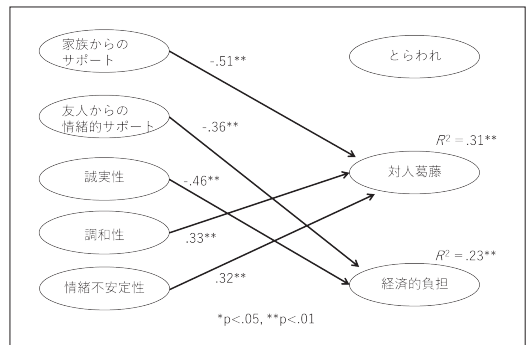 家族からの
サポート
とらわれ
-.51**
友人からの
情緒的サポート
-.36**
R² =.31**
誠実性
-.46**
対人葛藤
調和性
.33**
R² =.23**
情緒不安定性
.32**
経済的負担
*p<.05, **p<.01